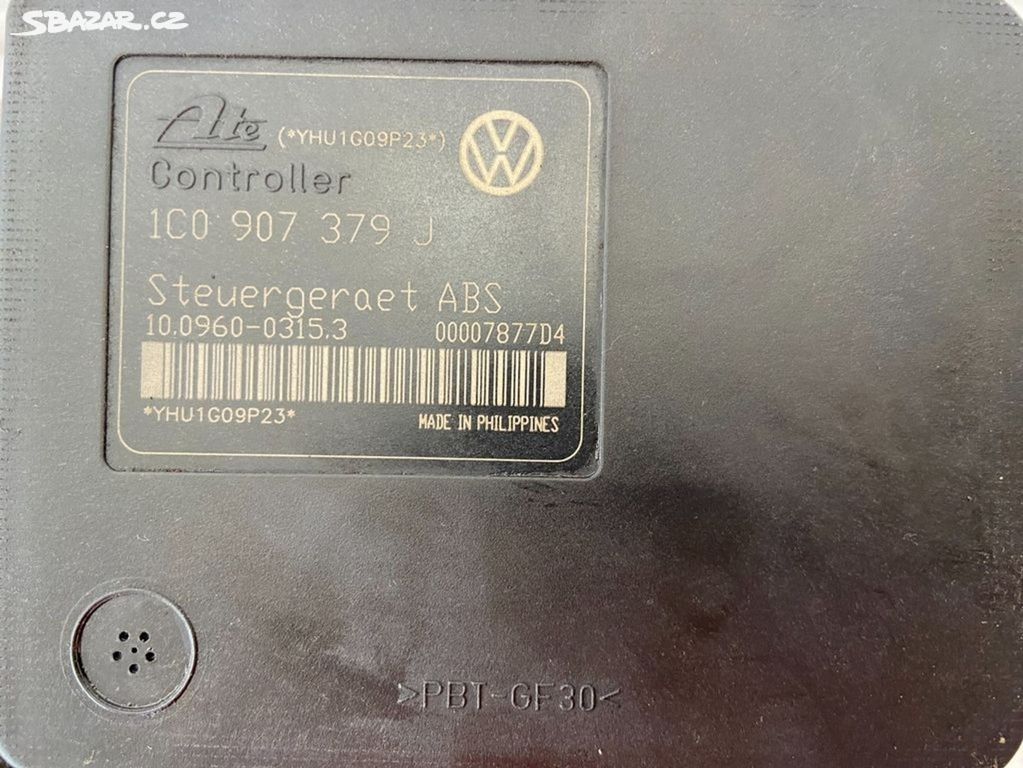 SBAZAR.CZ
Ate (*YHU1G09P23*)
Controller
1C0 907 379 J
Steuergeraet ABS
10.0960-0315.3 00007877D4
*YHU1G09P23* MADE IN PHILIPPINES
>PBT-GF30<